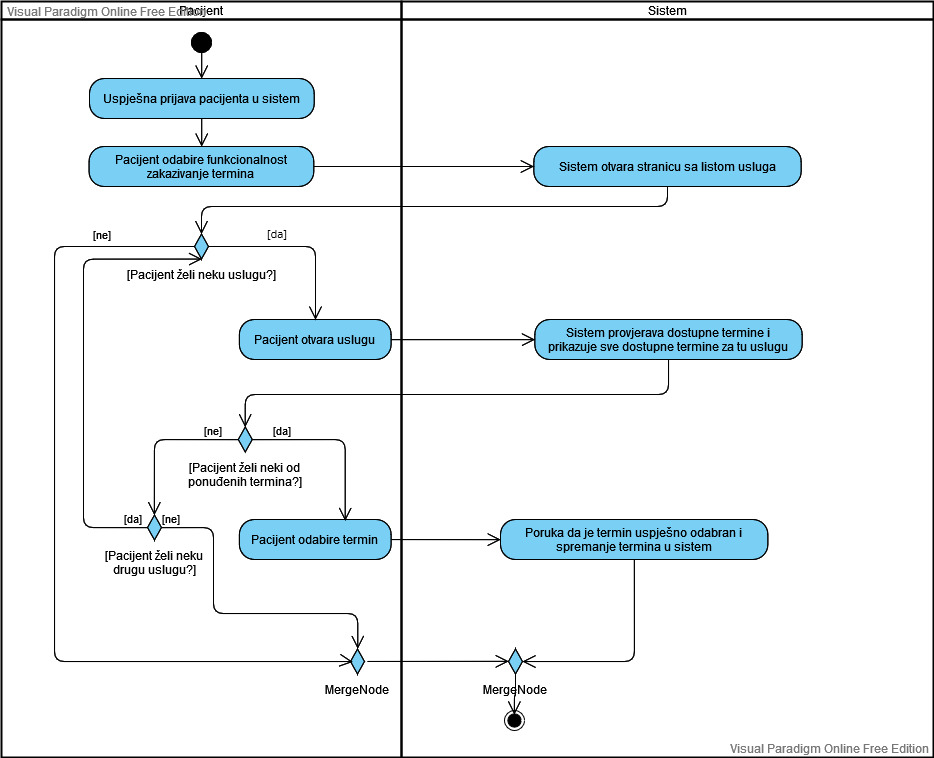 Visual Paradigm Online Free Edition
Pacijent
Sistem
Uspješna prijava pacijenta u sistem
Pacijent odabire funkcionalnost
zakazivanje termina
Sistem otvara stranicu sa listom usluga
[ne]
[da]
[Pacijent želi neku uslugu?]
Pacijent otvara uslugu
Sistem provjerava dostupne termine i
prikazuje sve dostupne termine za tu uslugu
[ne]
[da]
[Pacijent želi neki od
ponuđenih termina?]
[da]
[ne]
[Pacijent želi neku
drugu uslugu?]
Pacijent odabire termin
Poruka da je termin uspješno odabran i
spremanje termina u sistem
MergeNode
MergeNode
Visual Paradigm Online Free Edition